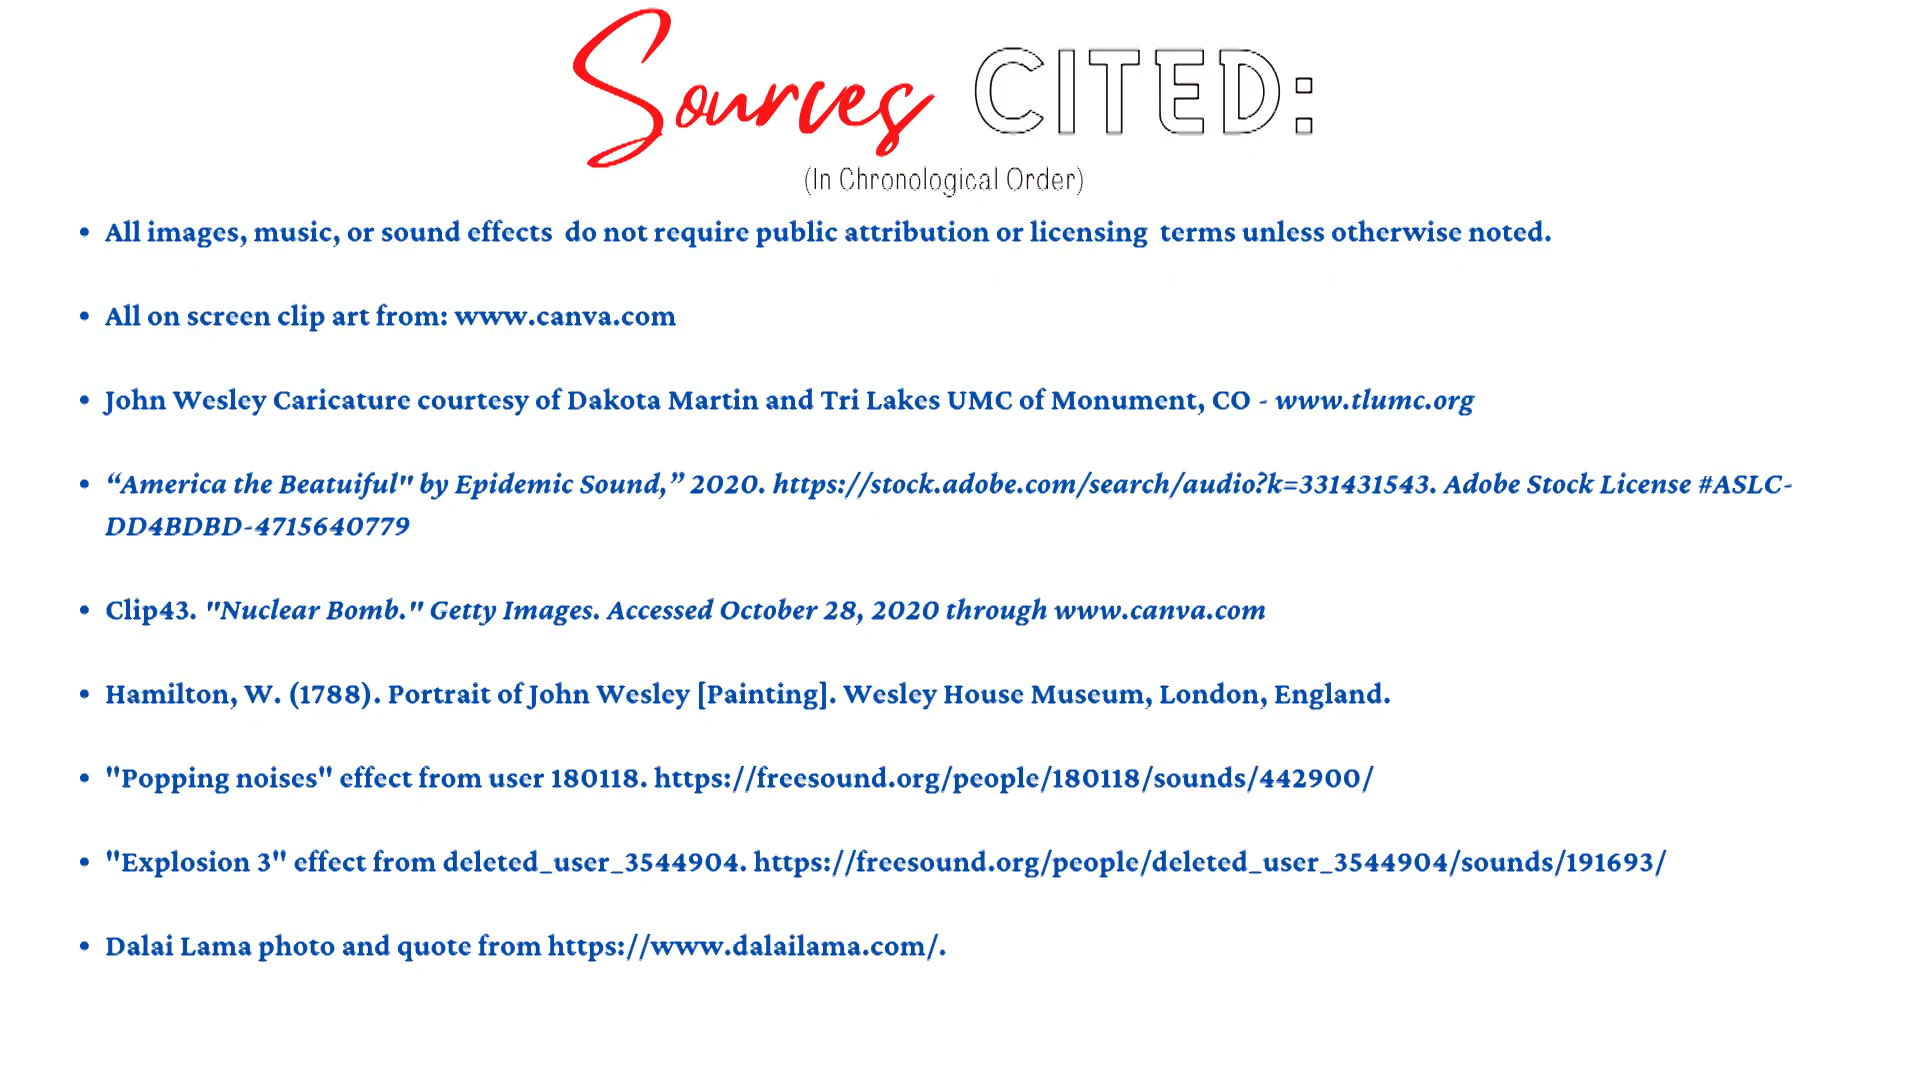 Sources CITED:
(In Chronological Order)
• All images, music, or sound effects do not require public attribution or licensing terms unless otherwise noted.
• All on screen clip art from: www.canva.com
• John Wesley Caricature courtesy of Dakota Martin and Tri Lakes UMC of Monument, CO - www.tlumc.org
• “America the Beatuiful" by Epidemic Sound,” 2020. https://stock.adobe.com/search/audio?k=331431543. Adobe Stock License #ASLC-
DD4BDBD-4715640779
• Clip43. "Nuclear Bomb." Getty Images. Accessed October 28, 2020 through www.canva.com
• Hamilton, W. (1788). Portrait of John Wesley [Painting]. Wesley House Museum, London, England.
• "Popping noises" effect from user 180118. https://freesound.org/people/180118/sounds/442900/
• "Explosion 3" effect from deleted_user_3544904. https://freesound.org/people/deleted_user_3544904/sounds/191693/
• Dalai Lama photo and quote from https://www.dalailama.com/.